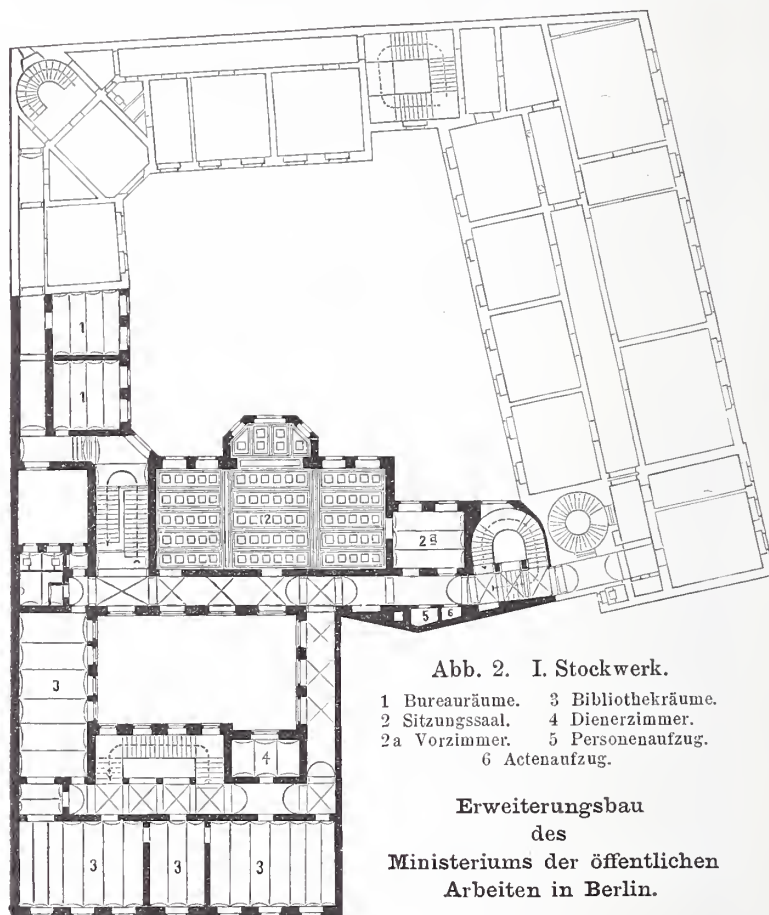 1
1
(2)
2a
5 6
3
4
3 3 3
Abb. 2. I. Stockwerk.
1 Bureauräume. 3 Bibliothekräume.
2 Sitzungssaal. 4 Dienerzimmer.
2a Vorzimmer. 5 Personenaufzug.
6 Actenaufzug.
Erweiterungsbau
des
Ministeriums der öffentlichen
Arbeiten in Berlin.